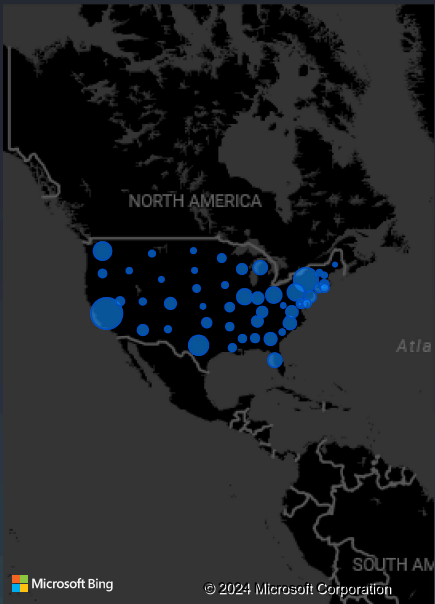 NORTH AMERICA
Atla
SOUTH AM
Microsoft Bing
© 2024 Microsoft Corporation